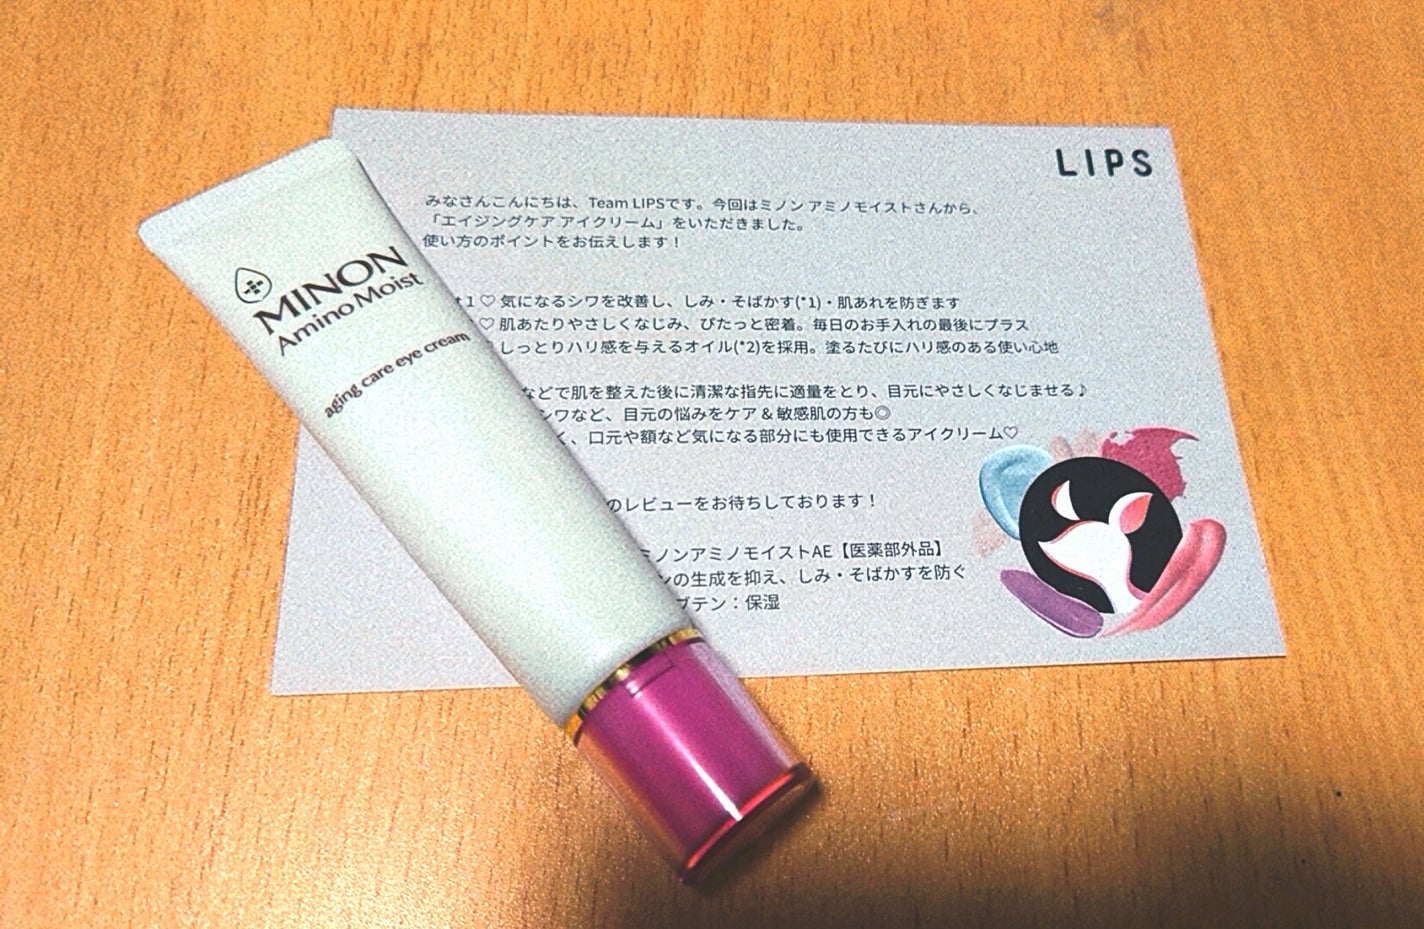 LIPS
みなさんこんにちは、Team LIPSです。今回はミノン アミノモイストさんから、
「エイジングケア アイクリーム」をいただきました。
使い方のポイントをお伝えします！
t 1 ♡ 気になるシワを改善し、しみ・そばかす(*1)・肌あれを防ぎます
♡ 肌あたりやさしくなじみ、ぴたっと密着。毎日のお手入れの最後にプラス
しっとりハリ感を与えるオイル(*2)を採用。塗るたびにハリ感のある使い心地
などで肌を整えた後に清潔な指先に適量をとり、目元にやさしくなじませる♪
シワなど、目元の悩みをケア & 敏感肌の方も◎
く、口元や額など気になる部分にも使用できるアイクリーム♡
のレビューをお待ちしております！
ミノンアミノモイストAE【医薬部外品】
ンの生成を抑え、しみ・そばかすを防ぐ
ブテン：保湿
MINON
Amino Moist
aging care eye cream